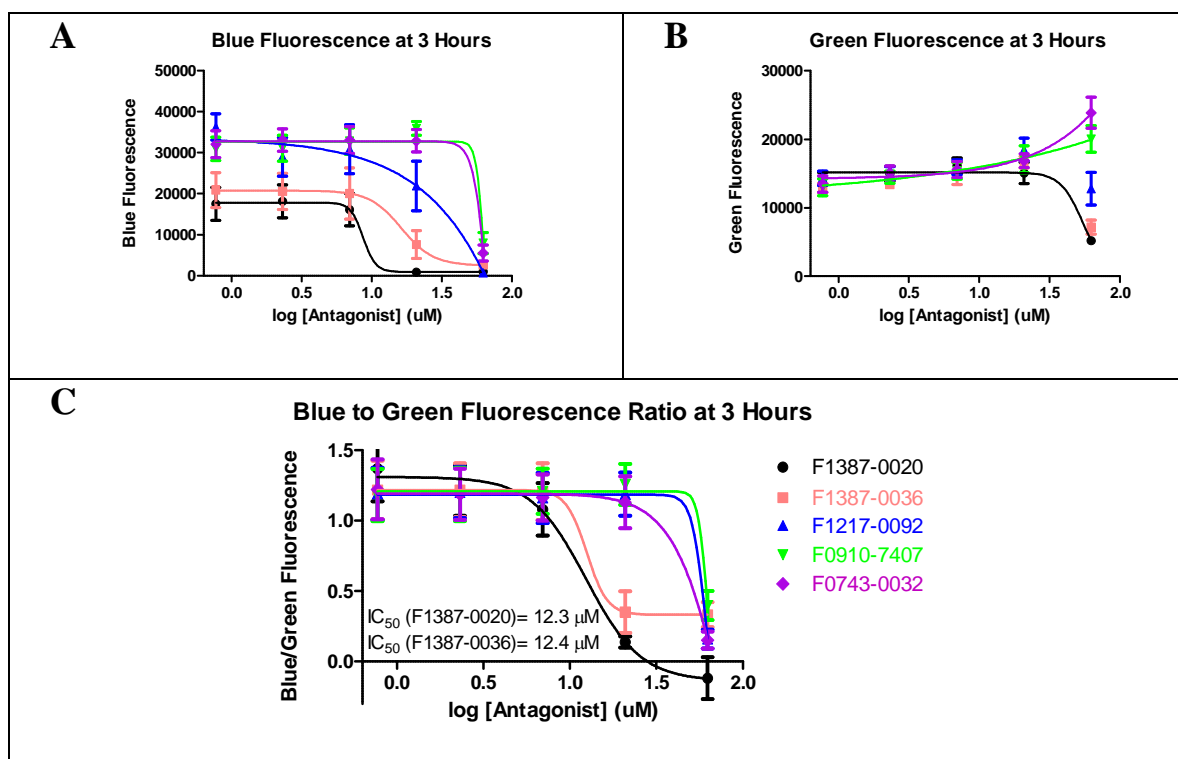 A
Blue Fluorescence at 3 Hours
50000
40000
30000
20000
10000
0
Blue Fluorescence
0.0 0.5 1.0 1.5 2.0
log [Antagonist] (uM)
B
Green Fluorescence at 3 Hours
30000
20000
10000
0
Green Fluorescence
0.0 0.5 1.0 1.5 2.0
log [Antagonist] (uM)
C
Blue to Green Fluorescence Ratio at 3 Hours
1.5
1.0
0.5
0.0
Blue/Green Fluorescence
IC50 (F1387-0020)= 12.3 μM
IC50 (F1387-0036)= 12.4 μM
0.0 0.5 1.0 1.5 2.0
log [Antagonist] (uM)
F1387-0020
F1387-0036
F1217-0092
F0910-7407
F0743-0032